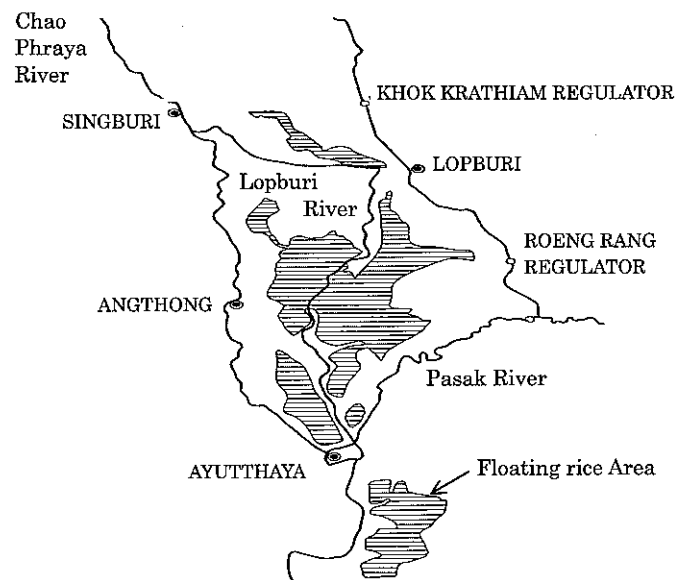 Chao
Phraya
River
KHOK KRATHIAM REGULATOR
SINGBURI
LOPBURI
Lopburi
River
ROENG RANG
REGULATOR
ANGTHONG
Pasak River
AYUTTHAYA
Floating rice Area